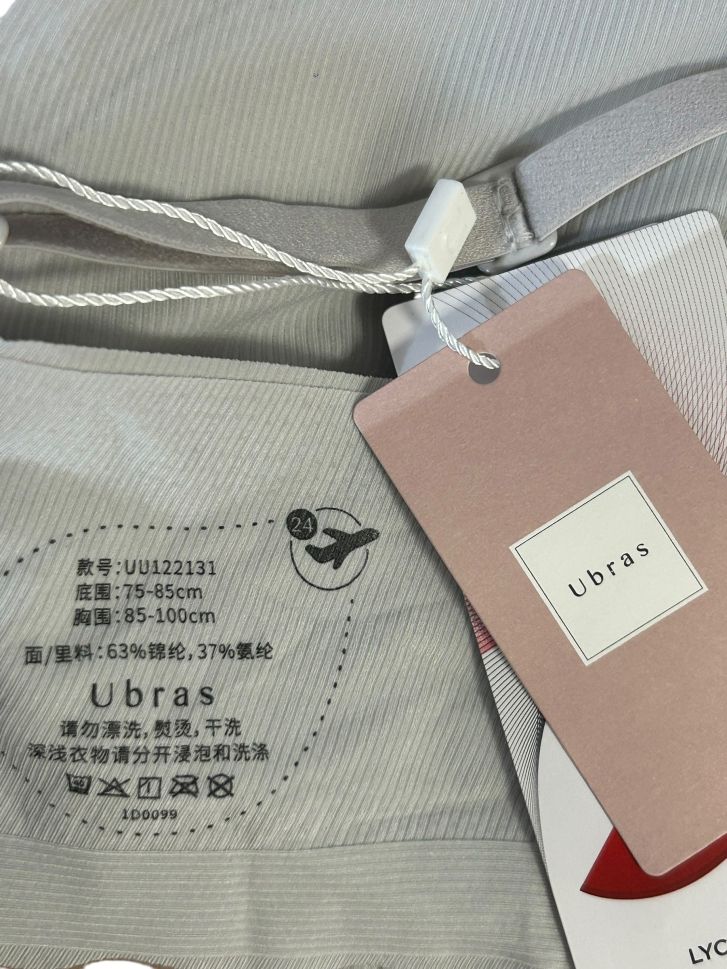 24
款号:UU122131
底围:75-85cm
胸围:85-100cm
面/里料:63%锦纶,37%氨纶
Ubras
请勿漂洗,熨烫,干洗
深浅衣物请分开浸泡和洗涤
40
1D0099
Ubras
LYC